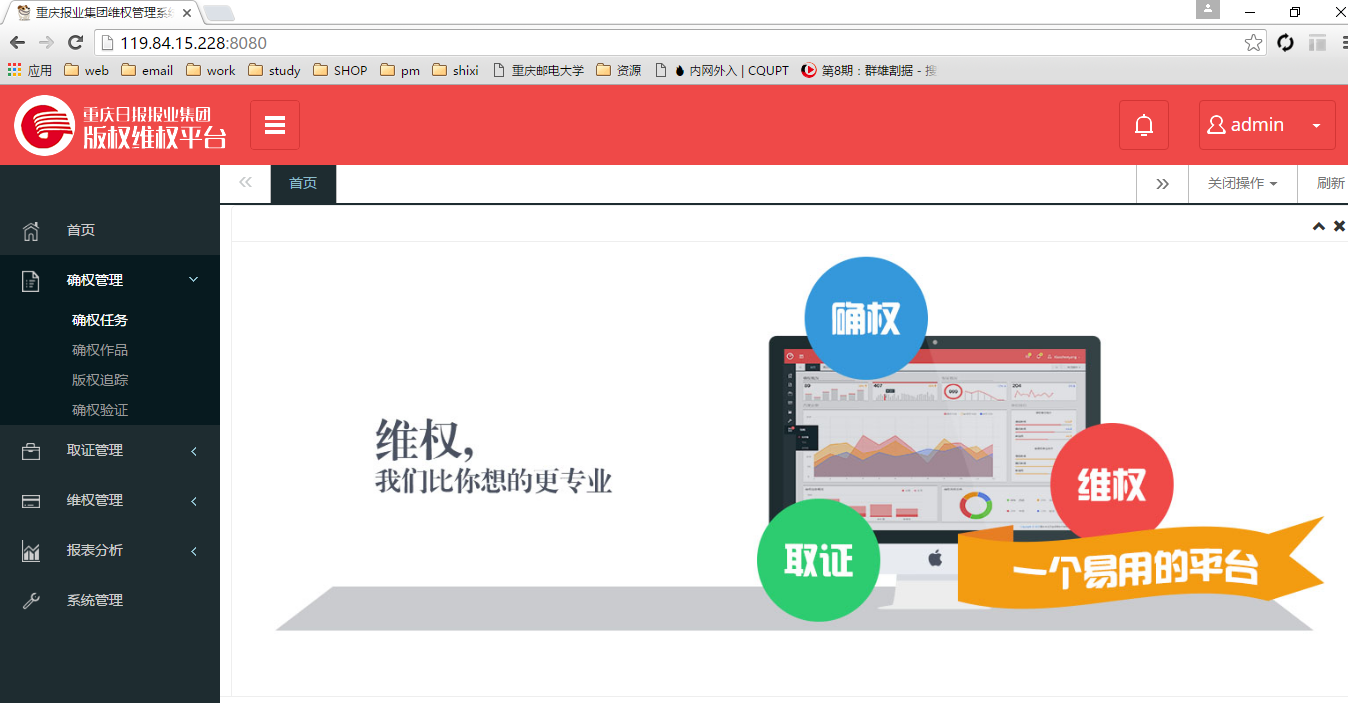 重庆报业集团维权管理系
119.84.15.228:8080
应用 web email work study SHOP pm shixi 重庆邮电大学 资源 内网外入 | CQUPT 第8期：群雄割据 - 搜
重庆日报报业集团
版权维权平台
admin
首页 关闭操作 刷新
首页
确权管理
确权任务
确权作品
版权追踪
确权验证
取证管理
维权管理
报表分析
系统管理
确权
维权，
我们比你想的更专业
维权
取证
一个易用的平台